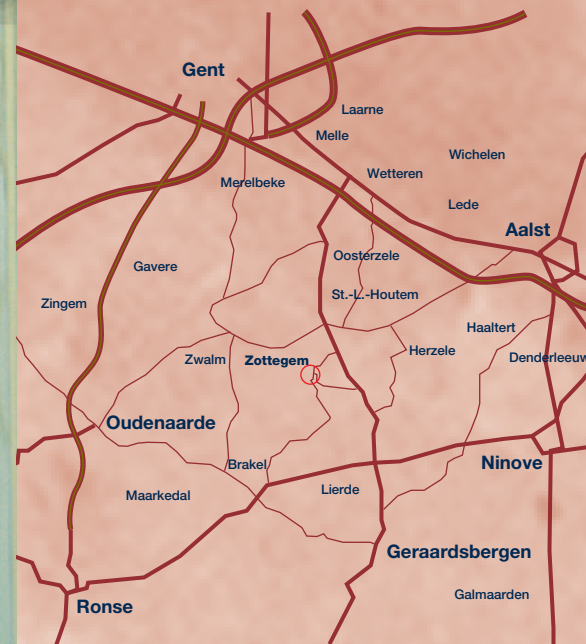 Gent
Laarne
Melle
Wichelen
Wetteren
Merelbeke
Lede
Aalst
Oosterzele
Gavere
St.-L.-Houtem
Zingem
Haaltert
Herzele
Denderleeuw
Zwalm
Zottegem
Oudenaarde
Ninove
Brakel
Lierde
Maarkedal
Geraardsbergen
Galmaarden
Ronse